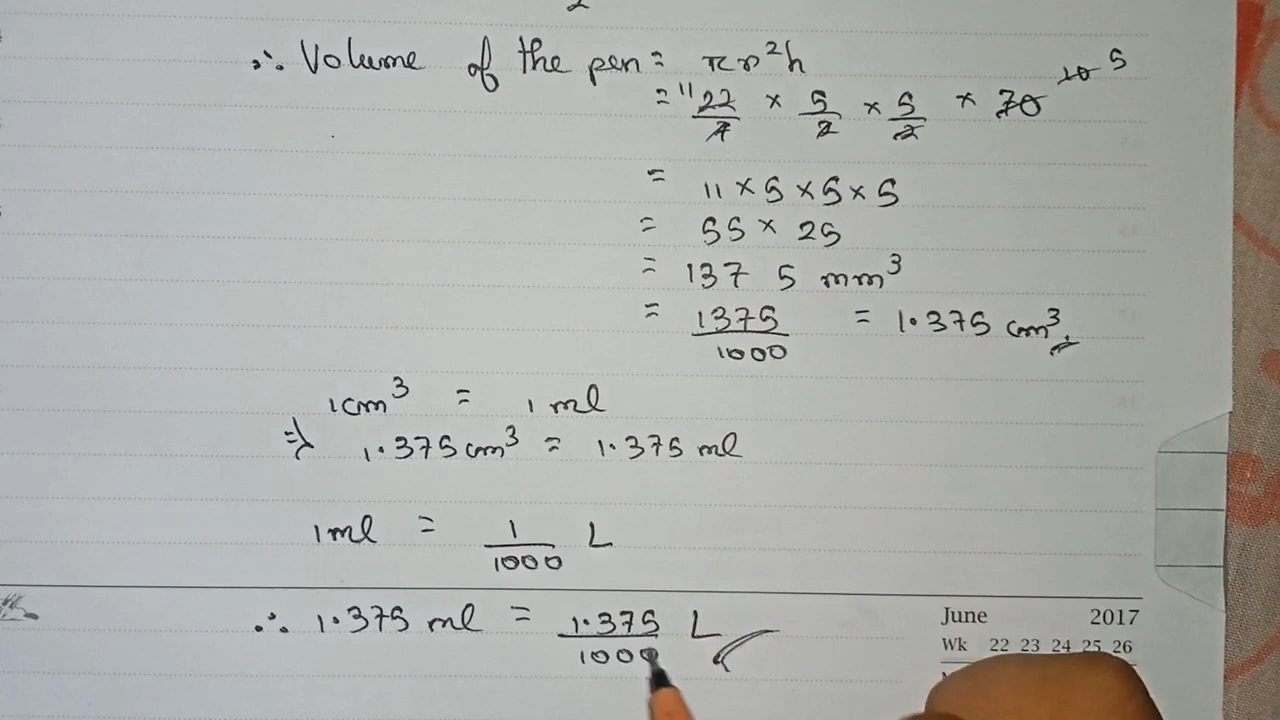 ∴ Volume of the pen = πr²h
= 11 22/7 × 5/2 × 5/2 × 70 10 5
= 11 × 5 × 5 × 5
= 55 × 25
= 1375 mm³
= 1375/1000 = 1.375 cm³
1cm³ = 1 ml
⇒ 1.375 cm³ = 1.375 ml
1ml = 1/1000 L
∴ 1.375 ml = 1.375/1000 L
June 2017
Wk 22 23 24 25 26